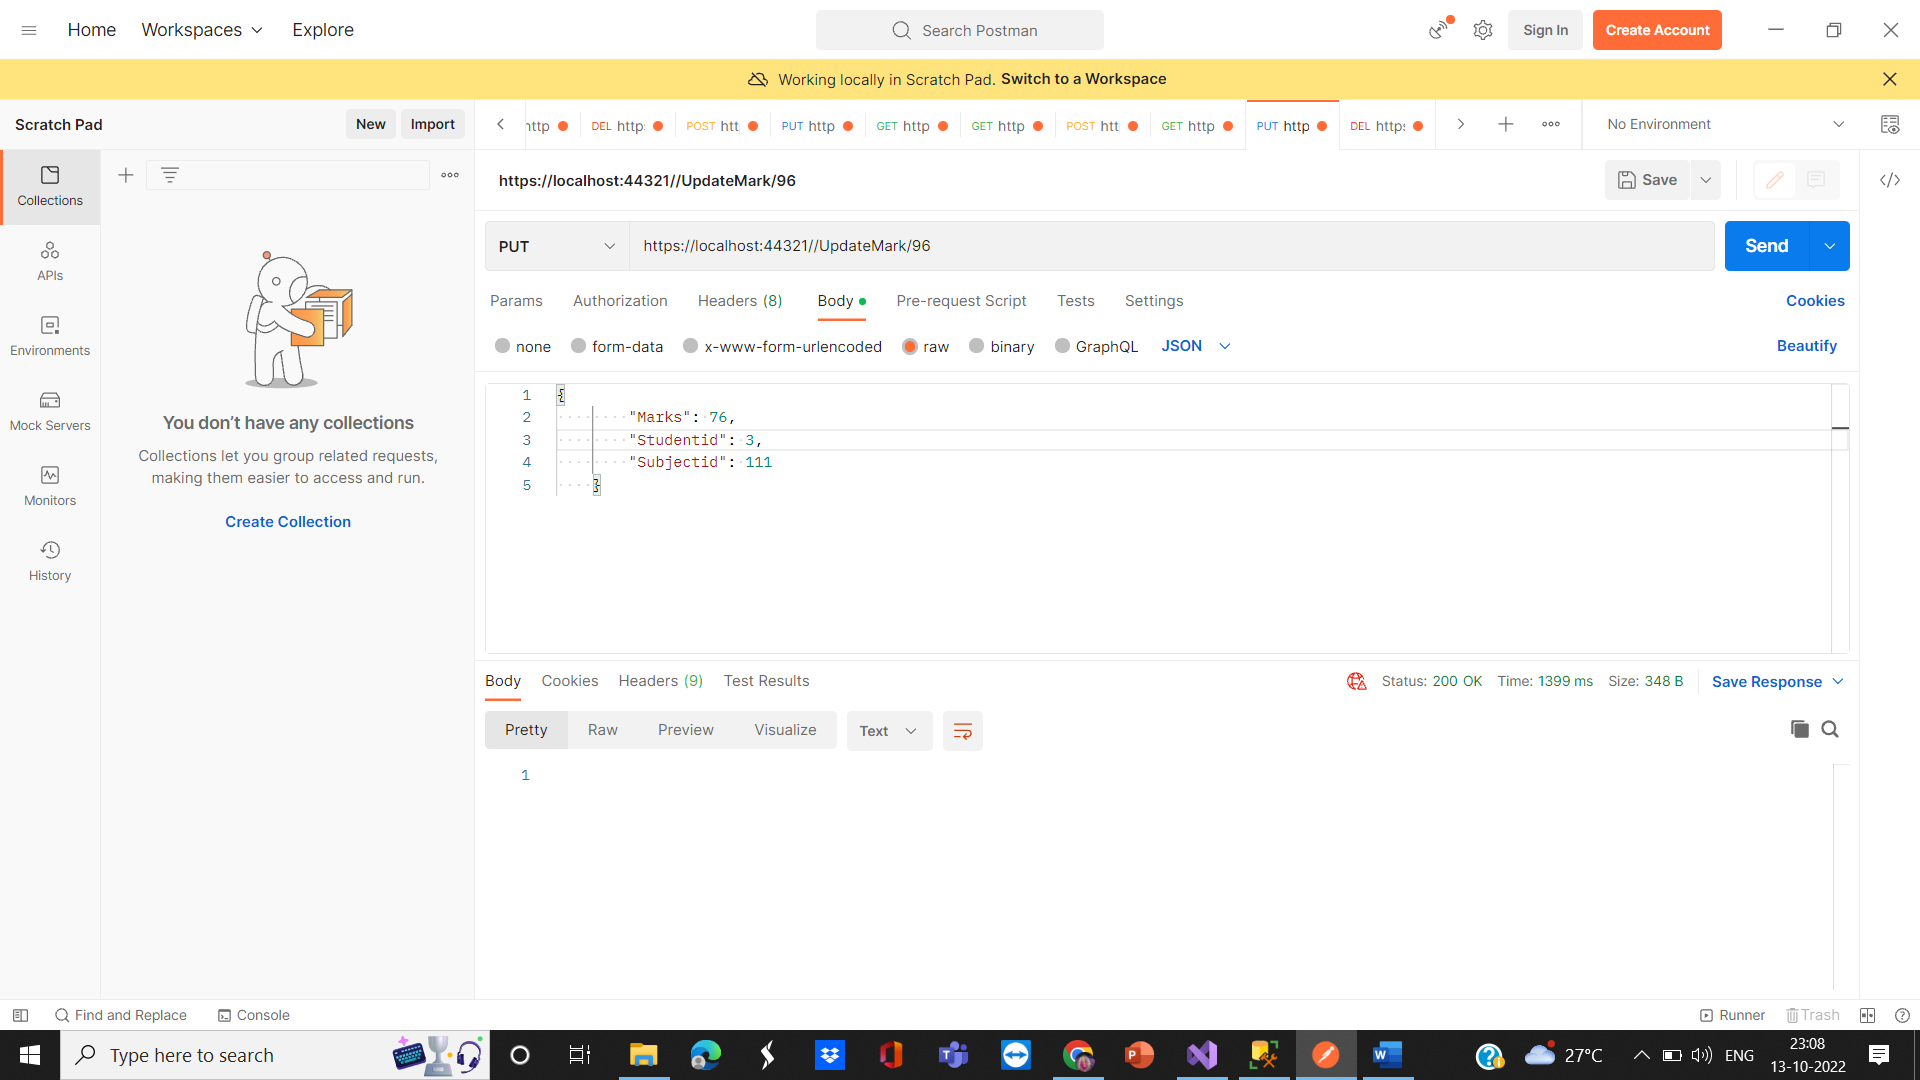 Home
Workspaces
Explore
Search Postman
Sign In
Create Account
Working locally in Scratch Pad. Switch to a Workspace
Scratch Pad
New
Import
http
DEL http:
POST htt
PUT http
GET http
GET http
POST htt
GET http
PUT http
DEL https
No Environment
Collections
APIs
Environments
Mock Servers
Monitors
History
You don't have any collections
Collections let you group related requests,
making them easier to access and run.
Create Collection
https://localhost:44321//UpdateMark/96
Save
PUT
https://localhost:44321//UpdateMark/96
Send
Params
Authorization
Headers (8)
Body
Pre-request Script
Tests
Settings
Cookies
none
form-data
x-www-form-urlencoded
raw
binary
GraphQL
JSON
Beautify
1 {
2 "Marks": 76,
3 "Studentid": 3,
4 "Subjectid": 111
5 }
Body
Cookies
Headers (9)
Test Results
Status: 200 OK
Time: 1399 ms
Size: 348 B
Save Response
Pretty
Raw
Preview
Visualize
Text
1
Find and Replace
Console
Runner
Trash
Type here to search
27°C
ENG
23:08
13-10-2022